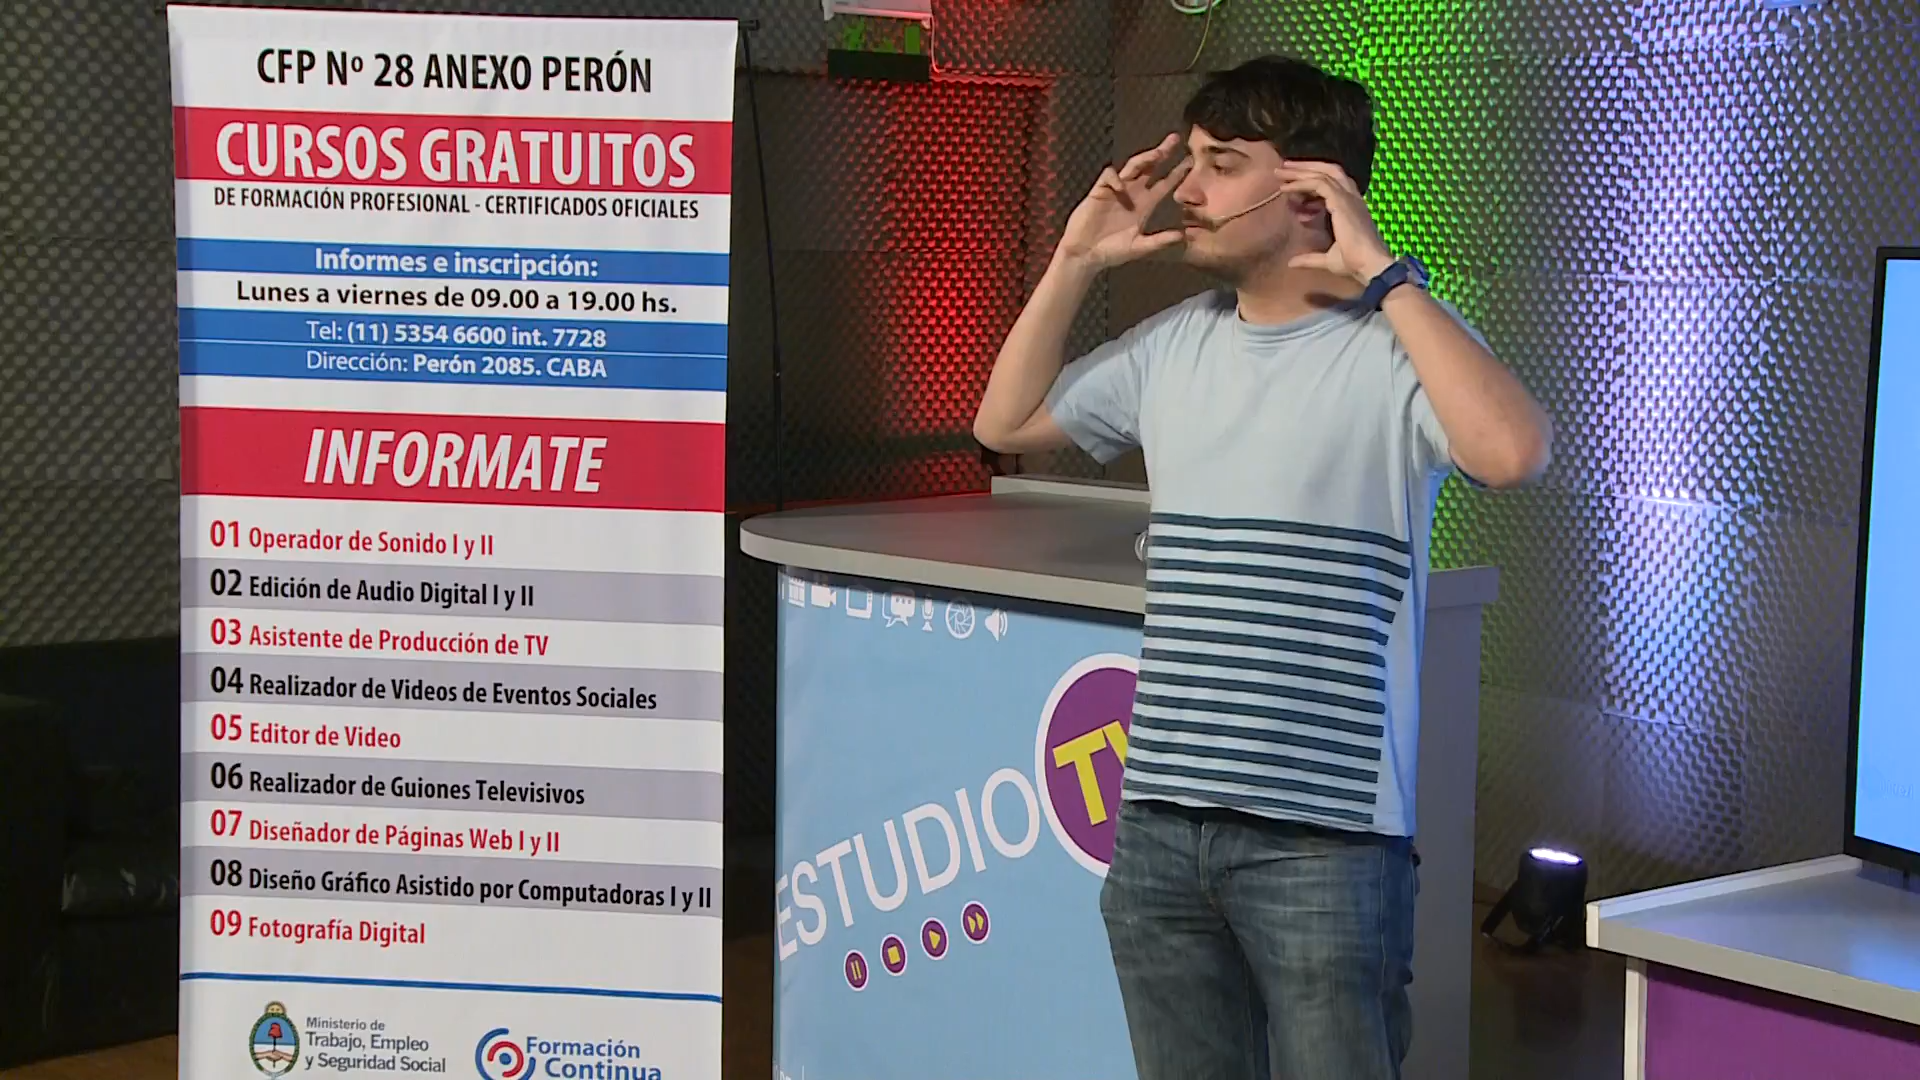 CFP Nº 28 ANEXO PERÓN
CURSOS GRATUITOS
DE FORMACIÓN PROFESIONAL - CERTIFICADOS OFICIALES
Informes e inscripción:
Lunes a viernes de 09.00 a 19.00 hs.
Tel: (11) 5354 6600 int. 7728
Dirección: Perón 2085. CABA
INFORMATE
01 Operador de Sonido I y II
02 Edición de Audio Digital I y II
03 Asistente de Producción de TV
04 Realizador de Videos de Eventos Sociales
05 Editor de Video
06 Realizador de Guiones Televisivos
07 Diseñador de Páginas Web I y II
08 Diseño Gráfico Asistido por Computadoras I y II
09 Fotografía Digital
Ministerio de
Trabajo, Empleo
y Seguridad Social
Formación
Continua
ESTUDIO
TV